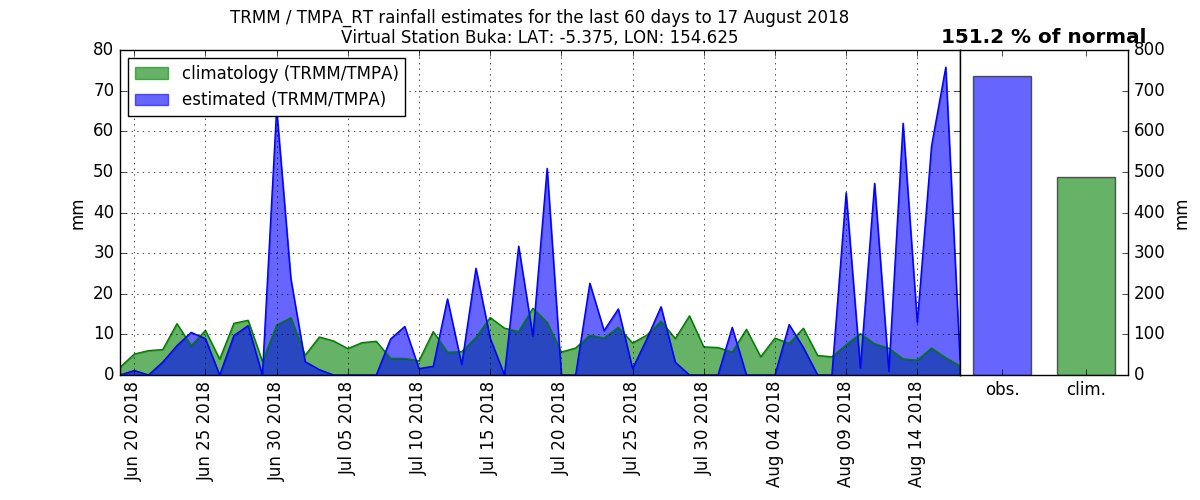 TRMM / TMPA_RT rainfall estimates for the last 60 days to 17 August 2018
Virtual Station Buka: LAT: -5.375, LON: 154.625
151.2 % of normal
climatology (TRMM/TMPA)
estimated (TRMM/TMPA)
mm
80
70
60
50
40
30
20
10
0
Jun 20 2018
Jun 25 2018
Jun 30 2018
Jul 05 2018
Jul 10 2018
Jul 15 2018
Jul 20 2018
Jul 25 2018
Jul 30 2018
Aug 04 2018
Aug 09 2018
Aug 14 2018
obs.
clim.
800
700
600
500
400
300
200
100
0
mm